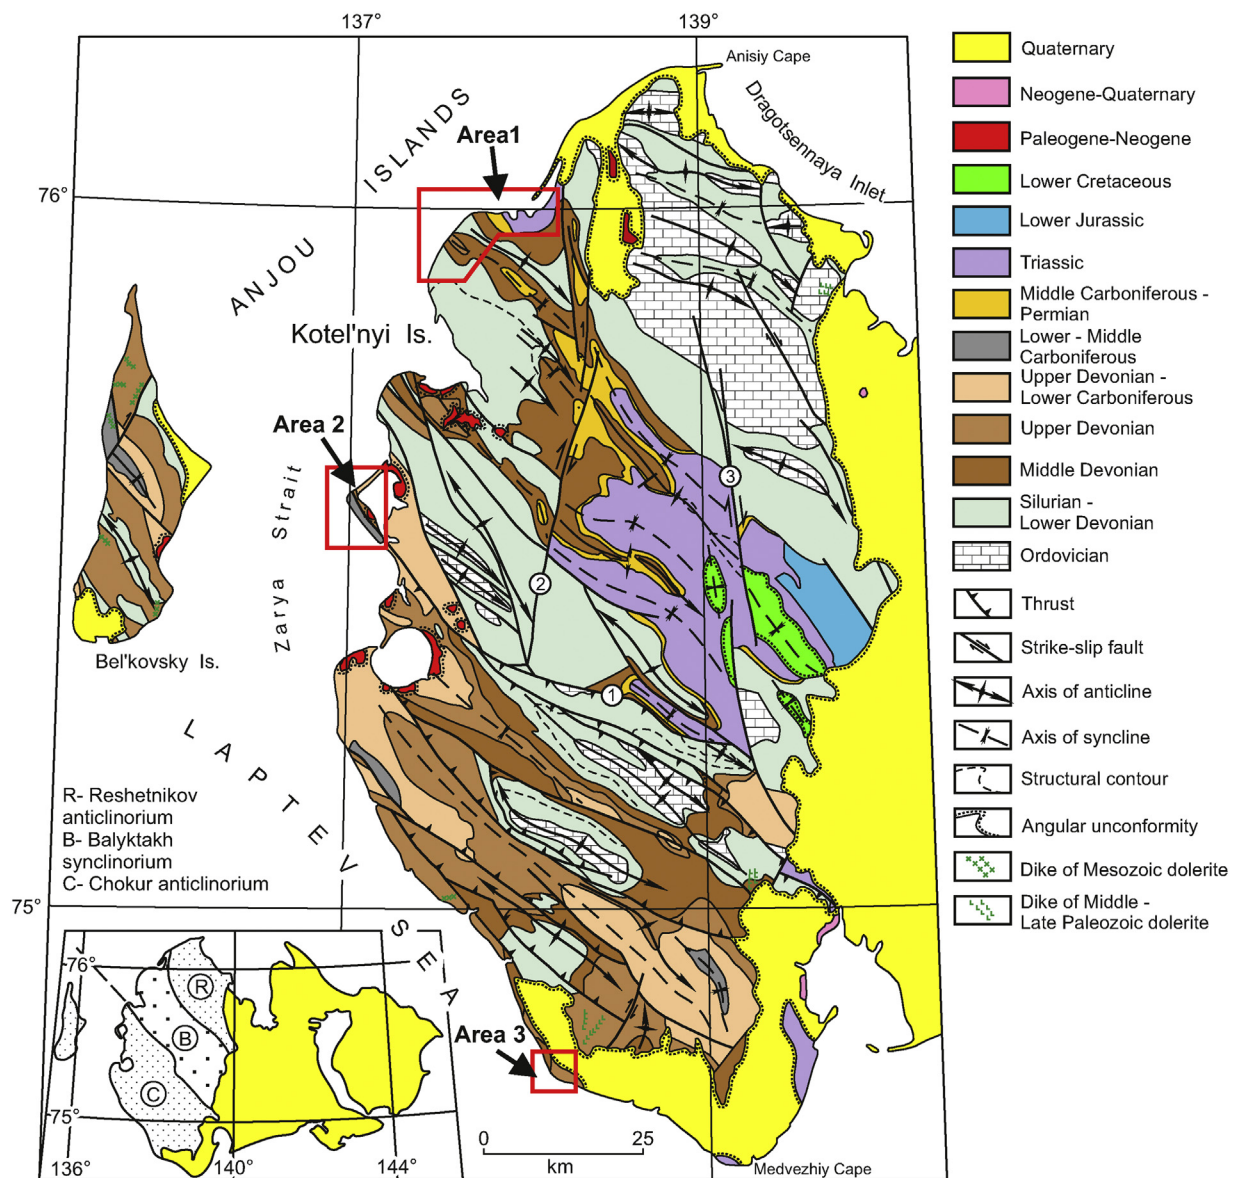 137°
139°
Anisiy Cape
Dragotsennaya Inlet
ISLANDS
Area1
76°
ANJOU
Kotel'nyi Is.
Area 2
Zarya Strait
3
2
1
Bel'kovsky Is.
LAPTEV SEA
R- Reshetnikov
anticlinorium
B- Balyktakh
synclinorium
C- Chokur anticlinorium
75°
76°
R
B
C
75°
136°
140°
144°
Area 3
0
25
km
Medvezhiy Cape
Quaternary
Neogene-Quaternary
Paleogene-Neogene
Lower Cretaceous
Lower Jurassic
Triassic
Middle Carboniferous -
Permian
Lower - Middle
Carboniferous
Upper Devonian -
Lower Carboniferous
Upper Devonian
Middle Devonian
Silurian -
Lower Devonian
Ordovician
Thrust
Strike-slip fault
Axis of anticline
Axis of syncline
Structural contour
Angular unconformity
Dike of Mesozoic dolerite
Dike of Middle -
Late Paleozoic dolerite